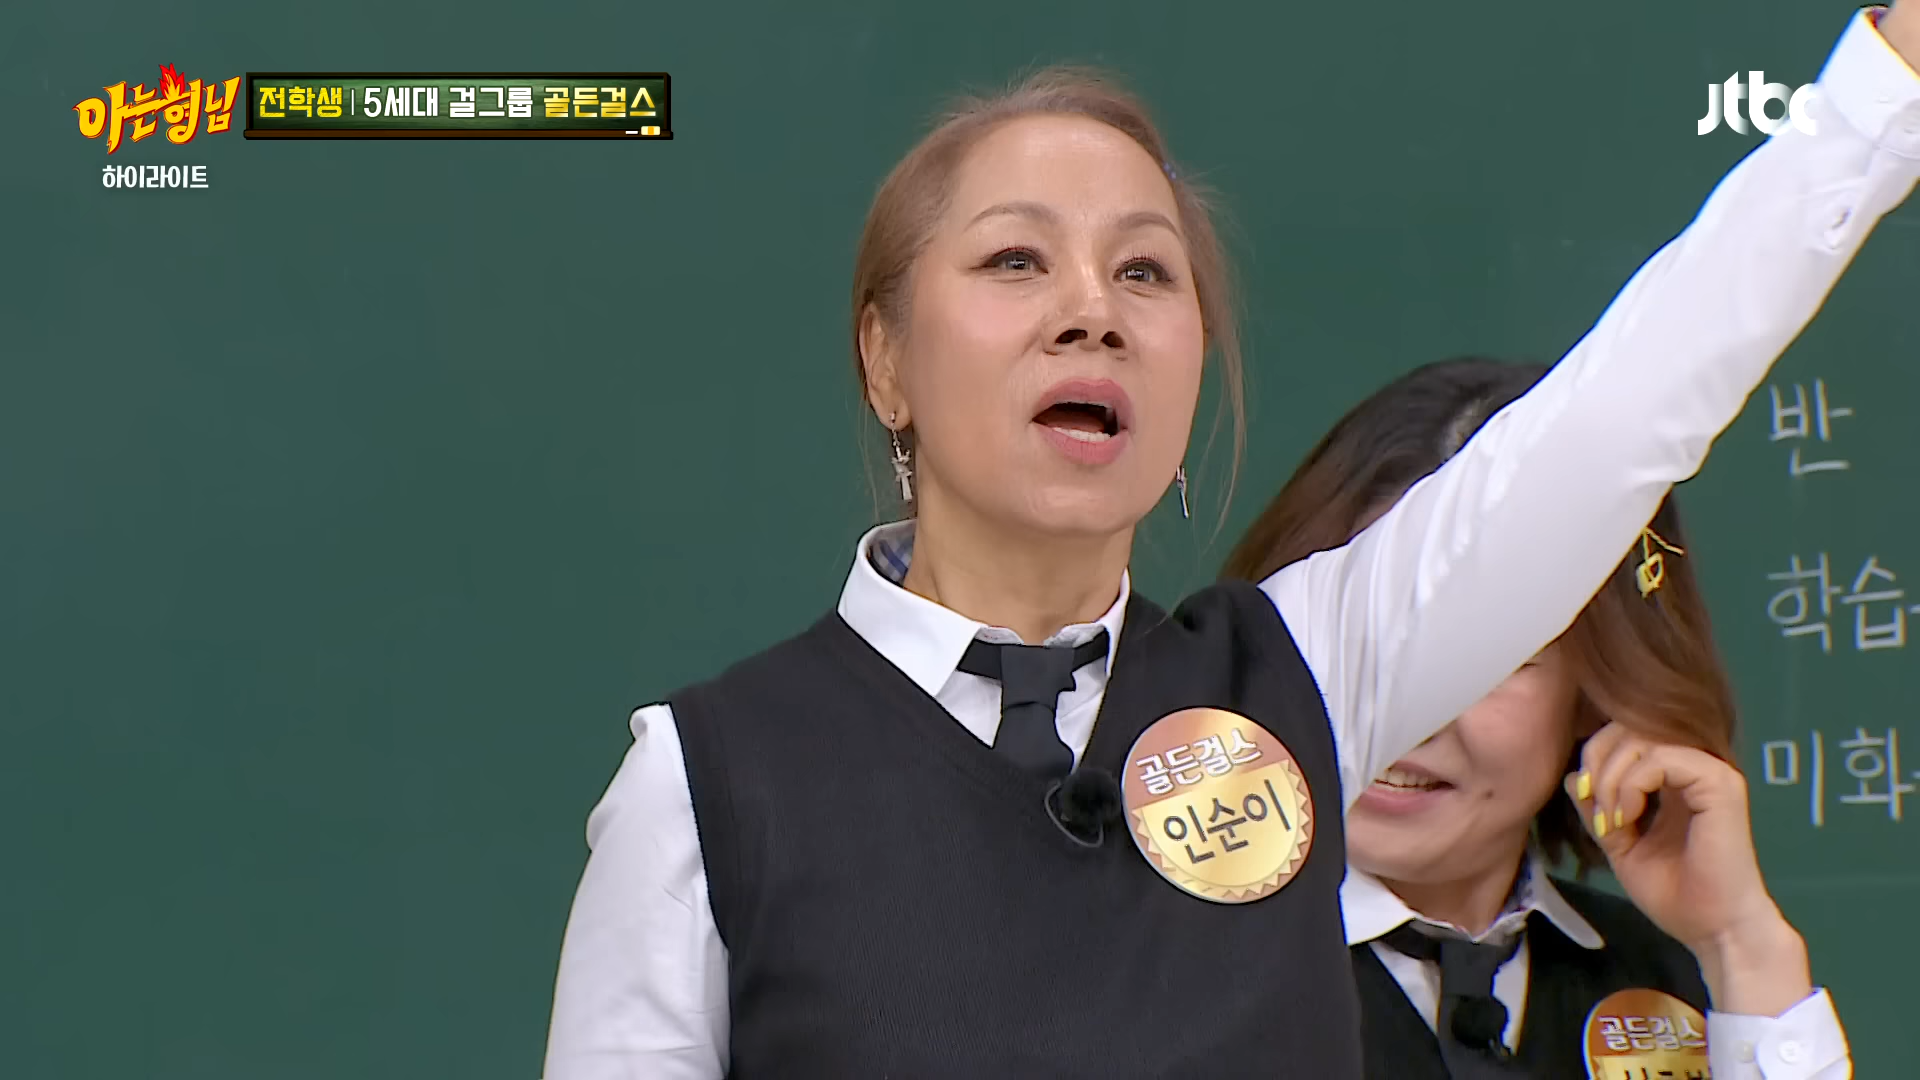 아는형님
전학생 | 5세대 걸그룹 골든걸스
하이라이트
jtbc
반
학습
미화
골든걸스
인순이
골든걸스